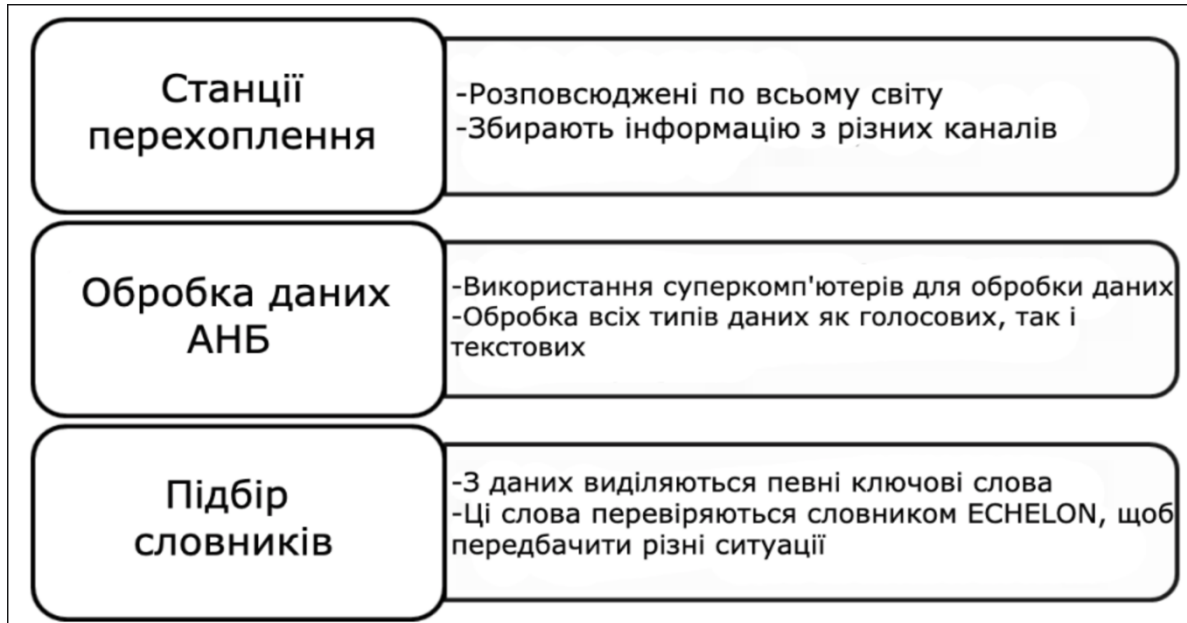 Станції
перехоплення
-Розповсюджені по всьому світу
-Збирають інформацію з різних каналів
Обробка даних
АНБ
-Використання суперкомп'ютерів для обробки даних
-Обробка всіх типів даних як голосових, так і
текстових
Підбір
словників
-З даних виділяються певні ключові слова
-Ці слова перевіряються словником ECHELON, щоб
передбачити різні ситуації